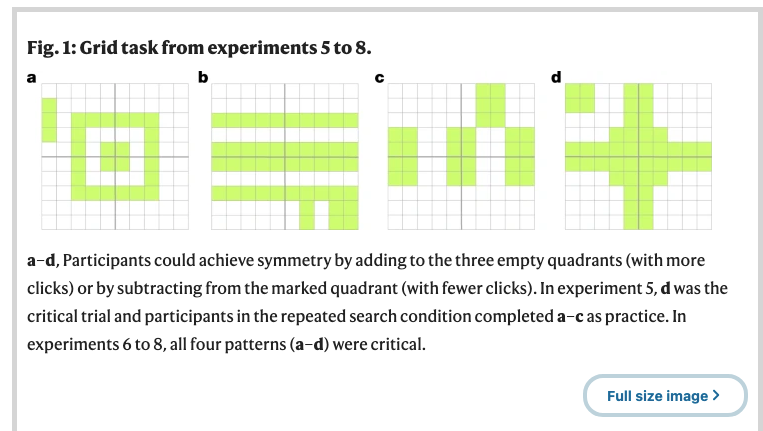 Fig. 1: Grid task from experiments 5 to 8.
a b c d
a–d, Participants could achieve symmetry by adding to the three empty quadrants (with more
clicks) or by subtracting from the marked quadrant (with fewer clicks). In experiment 5, d was the
critical trial and participants in the repeated search condition completed a–c as practice. In
experiments 6 to 8, all four patterns (a–d) were critical.
Full size image >